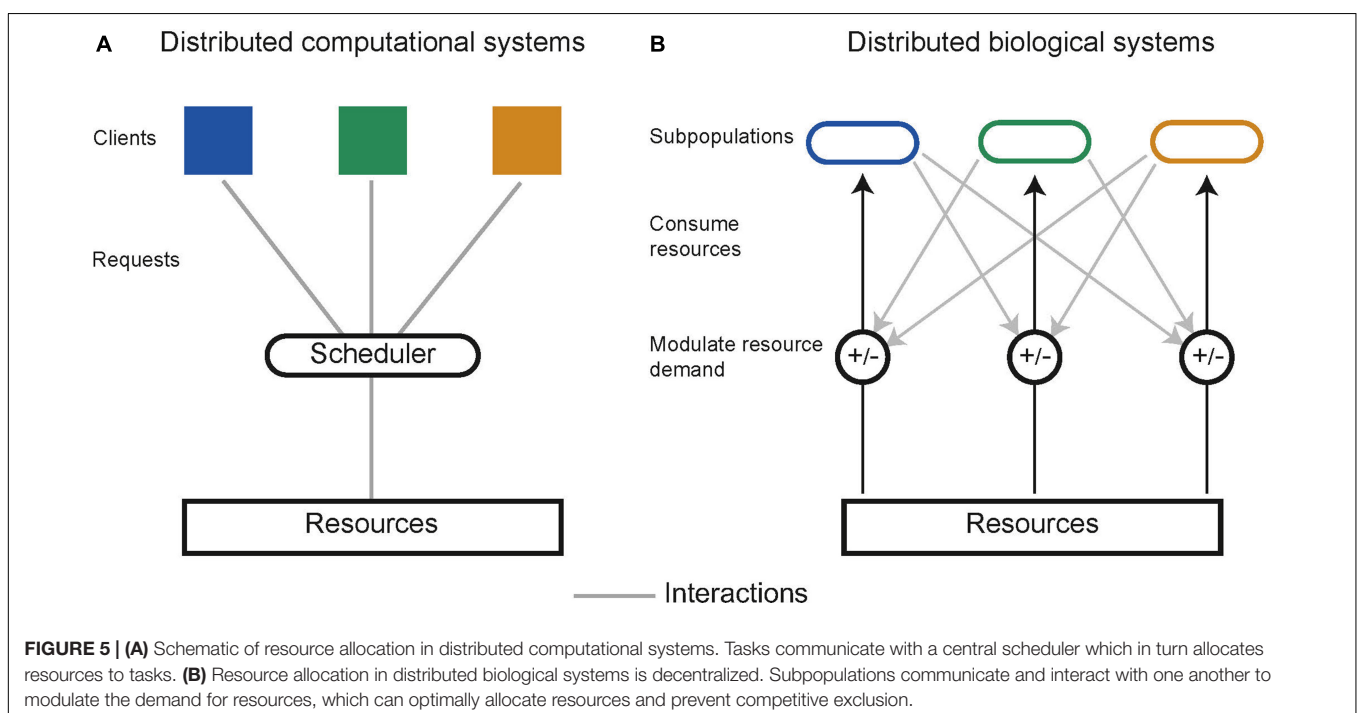 A Distributed computational systems
Clients
Requests
Scheduler
Resources
B Distributed biological systems
Subpopulations
Consume
resources
Modulate resource
demand
+/-
+/-
+/-
Resources
Interactions
FIGURE 5 | (A) Schematic of resource allocation in distributed computational systems. Tasks communicate with a central scheduler which in turn allocates
resources to tasks. (B) Resource allocation in distributed biological systems is decentralized. Subpopulations communicate and interact with one another to
modulate the demand for resources, which can optimally allocate resources and prevent competitive exclusion.